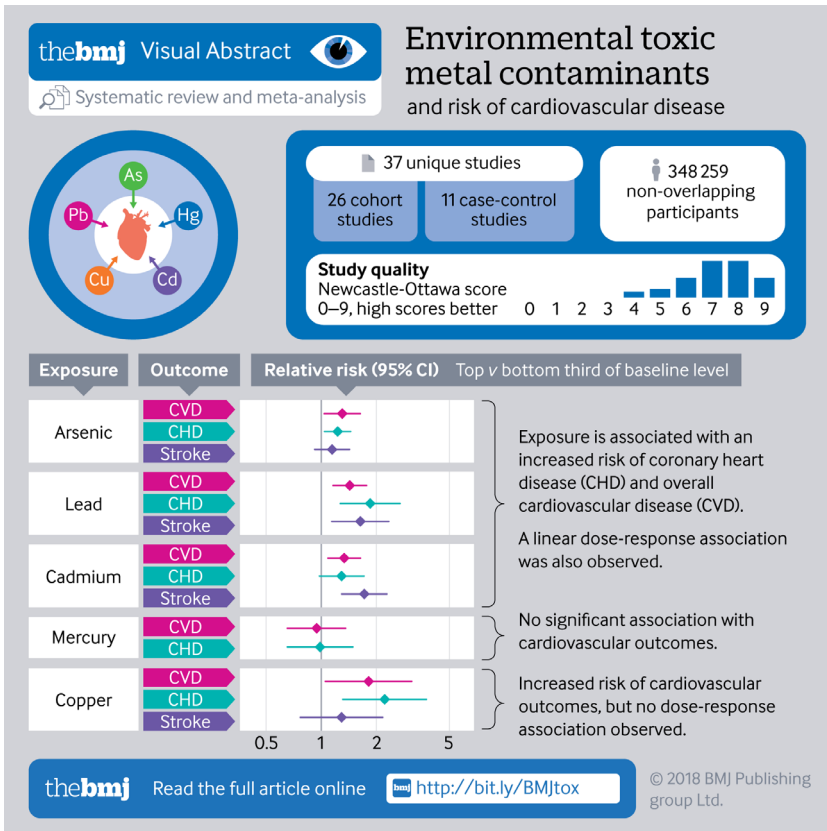 thebmj Visual Abstract
Systematic review and meta-analysis
Environmental toxic
metal contaminants
and risk of cardiovascular disease
As
Pb
Hg
Cu
Cd
37 unique studies
26 cohort
studies
11 case-control
studies
348 259
non-overlapping
participants
Study quality
Newcastle-Ottawa score
0–9, high scores better
0 1 2 3 4 5 6 7 8 9
Exposure Outcome Relative risk (95% CI) Top v bottom third of baseline level
Arsenic
CVD
CHD
Stroke
Lead
CVD
CHD
Stroke
Cadmium
CVD
CHD
Stroke
Exposure is associated with an
increased risk of coronary heart
disease (CHD) and overall
cardiovascular disease (CVD).
A linear dose-response association
was also observed.
Mercury
CVD
CHD
No significant association with
cardiovascular outcomes.
Copper
CVD
CHD
Stroke
Increased risk of cardiovascular
outcomes, but no dose-response
association observed.
0.5 1 2 5
thebmj Read the full article online bmj http://bit.ly/BMJtox
© 2018 BMJ Publishing
group Ltd.